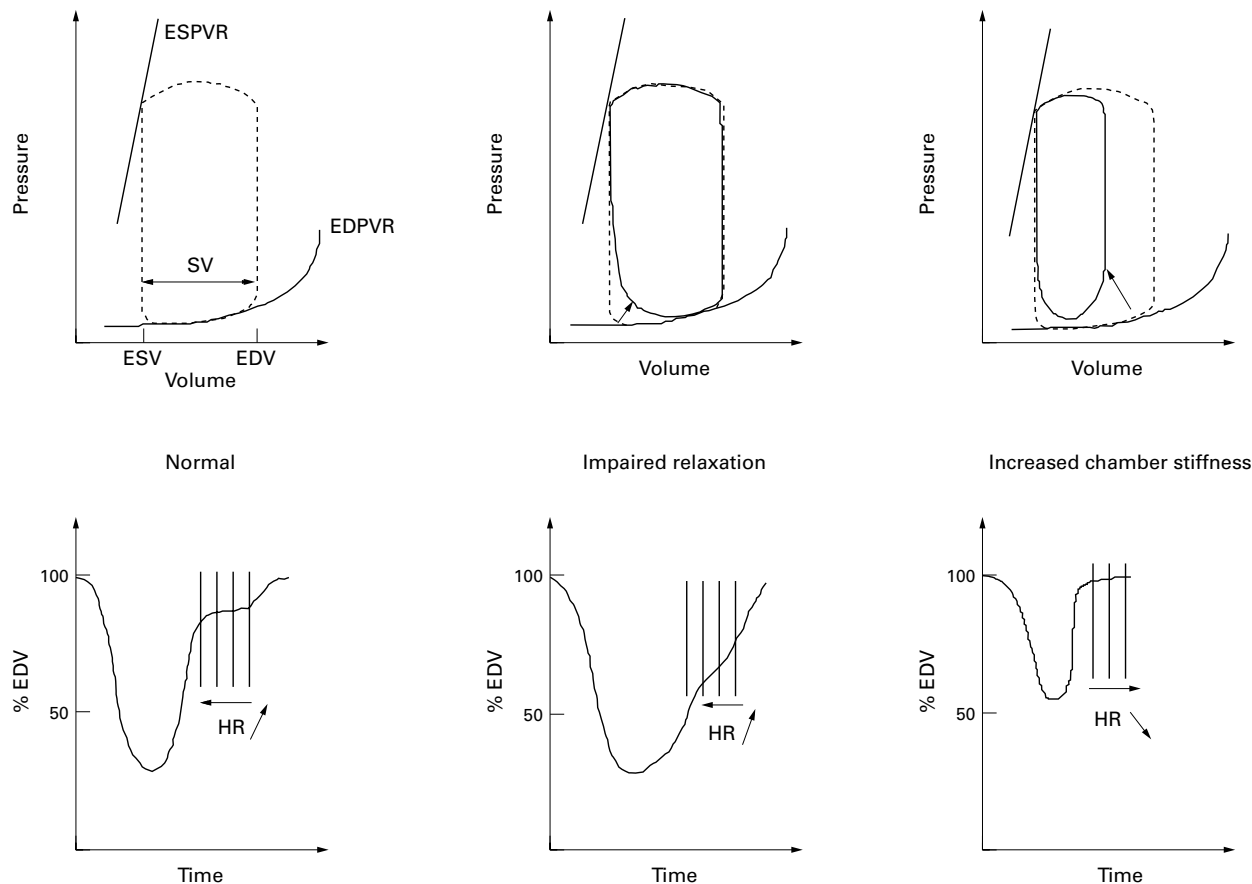 ESPVR
Pressure
SV
EDPVR
ESV
EDV
Volume
Pressure
Volume
Pressure
Volume
Normal
Impaired relaxation
Increased chamber stiffness
100
50
% EDV
HR
Time
100
50
% EDV
HR
Time
100
50
% EDV
HR
Time